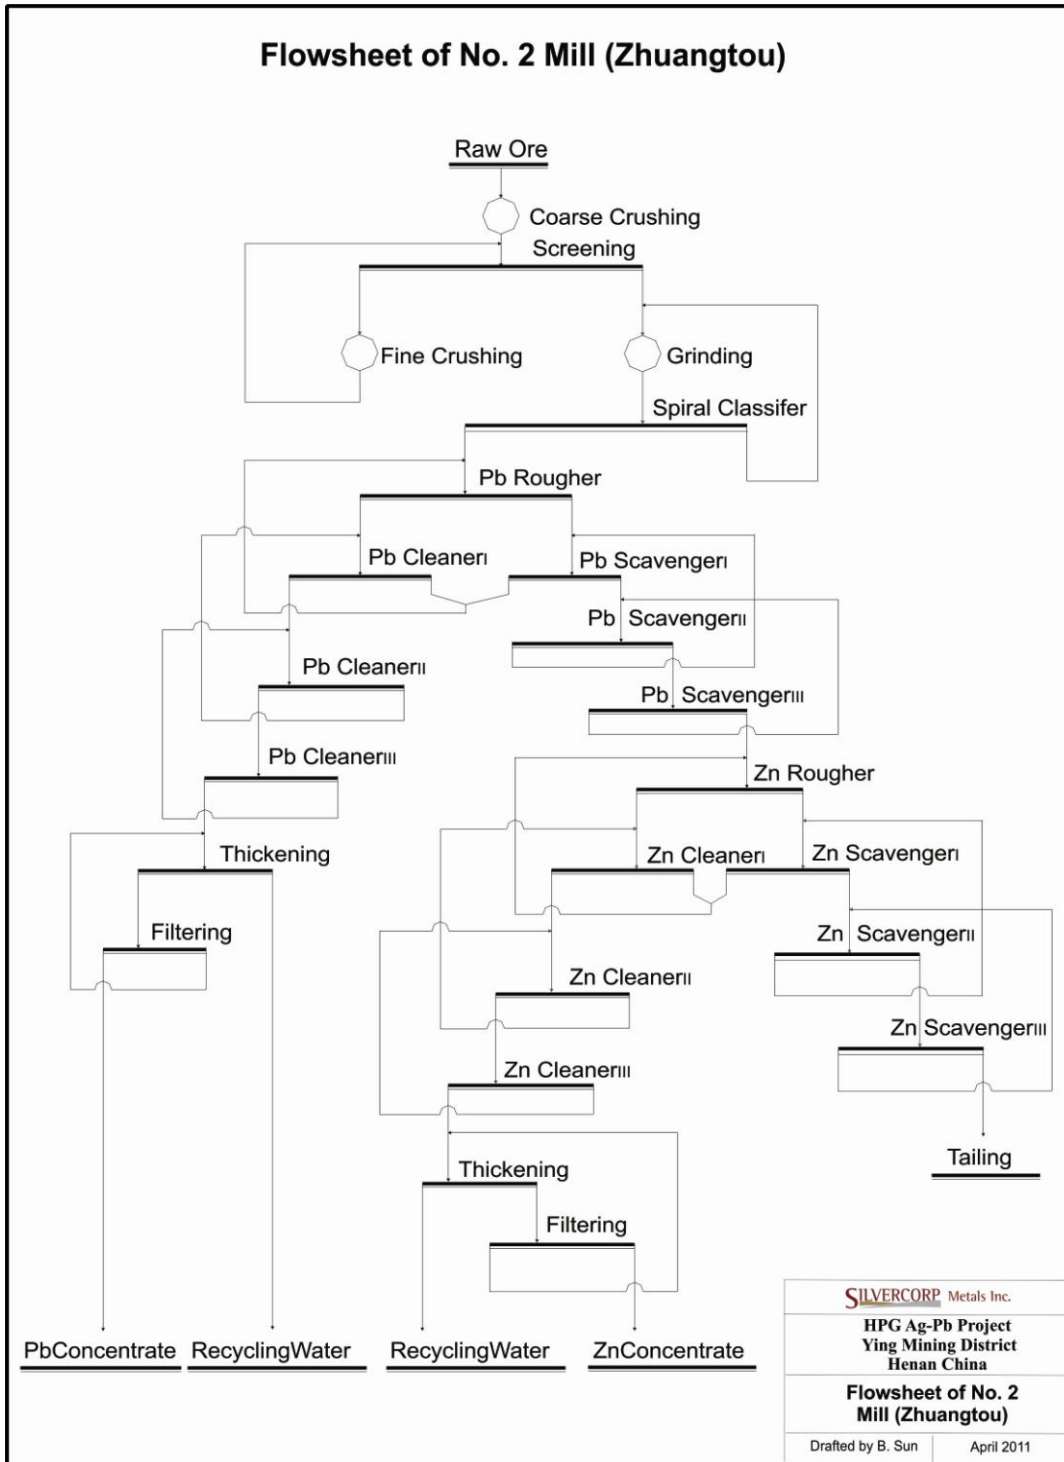 Flowsheet of No. 2 Mill (Zhuangtou)
Raw Ore
Coarse Crushing
Screening
Fine Crushing
Grinding
Spiral Classifer
Pb Rougher
Pb CleanerI
Pb ScavengerI
Pb ScavengerII
Pb CleanerII
Pb ScavengerIII
Pb CleanerIII
Zn Rougher
Thickening
Zn CleanerI
Zn ScavengerI
Filtering
Zn ScavengerII
Zn CleanerII
Zn ScavengerIII
Zn CleanerIII
Tailing
Thickening
Filtering
PbConcentrate
RecyclingWater
RecyclingWater
ZnConcentrate
SILVERCORP Metals Inc.
HPG Ag-Pb Project
Ying Mining District
Henan China
Flowsheet of No. 2
Mill (Zhuangtou)
Drafted by B. Sun
April 2011